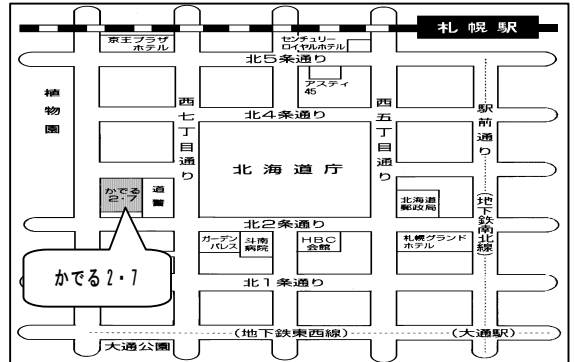 札幌駅
京王プラザ
ホテル
センチュリー
ロイヤルホテル
北5条通り
アスティ
45
植物園
西七丁目通り
西五丁目通り
駅前通り
北4条通り
北海道庁
かでる
2・7
道警
北海道
郵政局
(地下鉄南北線)
北2条通り
ガーデン
パレス
斗南
病院
HBC
会館
札幌グランド
ホテル
かでる2・7
北1条通り
(地下鉄東西線)
(大通駅)
大通公園